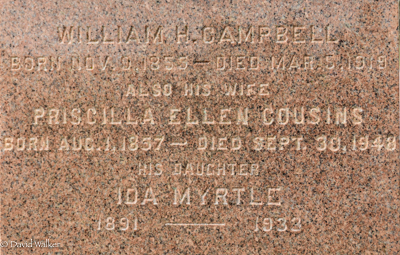 WILLIAM H. CAMPBELL
BORN NOV. 9, 1853 — DIED MAR. 5, 1919
ALSO HIS WIFE
PRISCILLA ELLEN COUSINS
BORN AUG. 1, 1857 — DIED SEPT. 30, 1948
HIS DAUGHTER
IDA MYRTLE
1891 — 1933
© David Walker